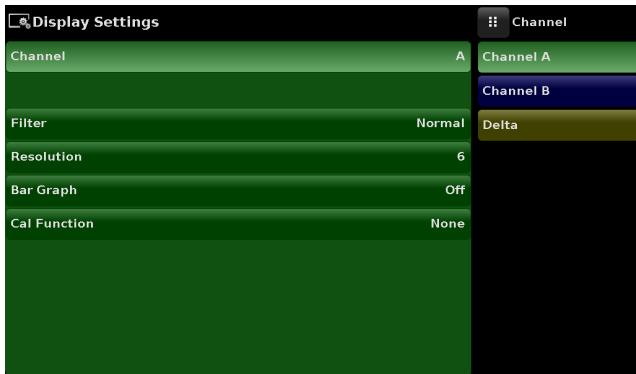 Display Settings
Channel A
Filter Normal
Resolution 6
Bar Graph Off
Cal Function None
Channel
Channel A
Channel B
Delta